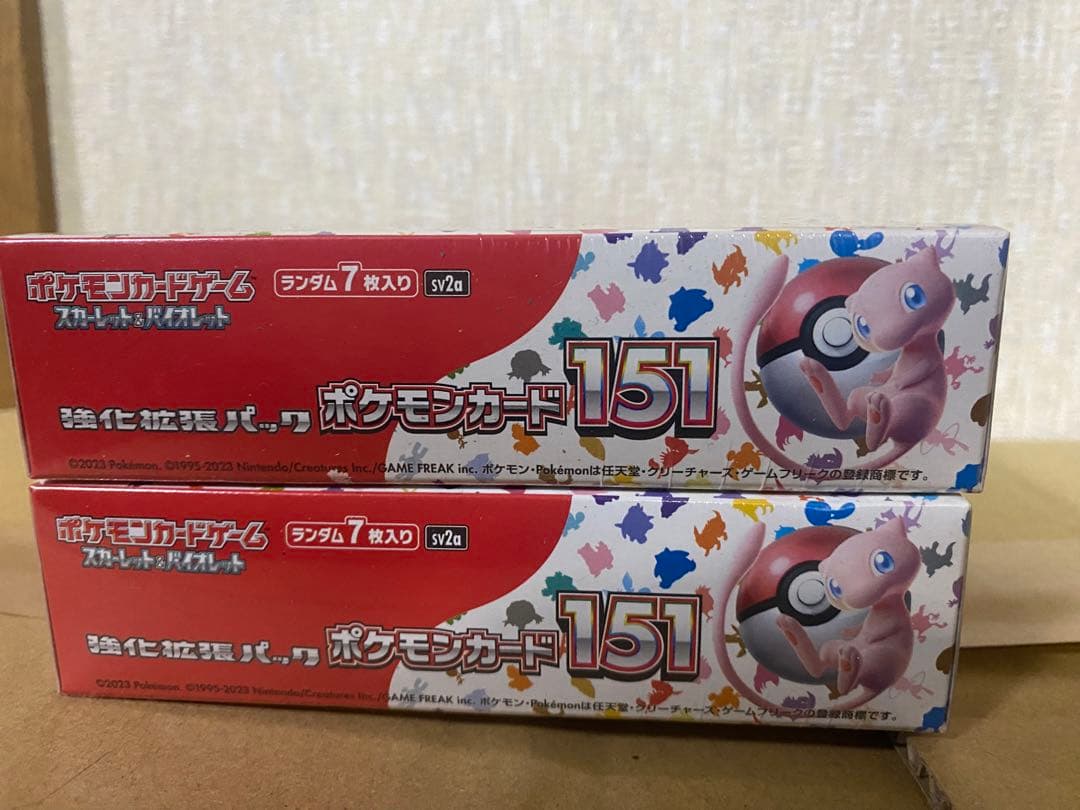 ポケモンカードゲーム™
スカーレット&バイオレット
ランダム7枚入り
sv2a
強化拡張パック
ポケモンカード151
©2023 Pokémon. ©1995-2023 Nintendo/Creatures Inc./GAME FREAK inc. ポケモン・Pokémonは任天堂・クリーチャーズ・ゲームフリークの登録商標です。
ポケモンカードゲーム
スカーレット&バイオレット
ランダム7枚入り
sv2a
強化拡張パック
ポケモンカード151
©2023 Pokémon. ©1995-2023 Nintendo/Creatures Inc./GAME FREAK inc. ポケモン・Pokémonは任天堂・クリーチャーズ・ゲームフリークの登録商標です。